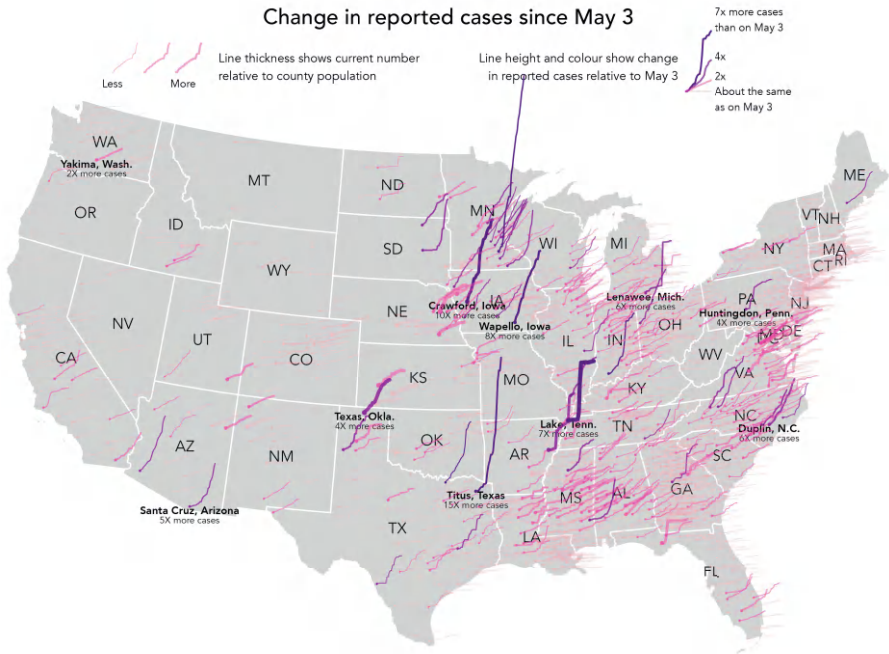 Change in reported cases since May 3
7x more cases
than on May 3
4x
2x
About the same
as on May 3
Less
More
Line thickness shows current number
relative to county population
Line height and colour show change
in reported cases relative to May 3
WA
Yakima, Wash.
2X more cases
MT
ND
MN
ME
OR
ID
SD
WI
MI
VT
NH
NY
MA
CT
RI
WY
NE
IA
Crawford, Iowa
10X more cases
Wapello, Iowa
8X more cases
Lenawee, Mich.
6X more cases
PA
NJ
Huntingdon, Penn.
4X more cases
NV
UT
CO
IL
IN
OH
DE
CA
KS
MO
WV
VA
KY
Texas, Okla.
4X more cases
Lake, Tenn.
7X more cases
TN
NC
Duplin, N.C.
6X more cases
AZ
NM
OK
AR
SC
Santa Cruz, Arizona
5X more cases
Titus, Texas
15X more cases
MS
AL
GA
TX
LA
FL